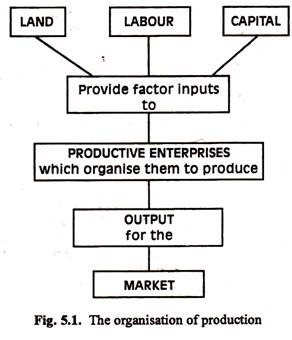 LAND LABOUR CAPITAL
Provide factor inputs
to
PRODUCTIVE ENTERPRISES
which organise them to produce
OUTPUT
for the
MARKET
Fig. 5.1. The organisation of production